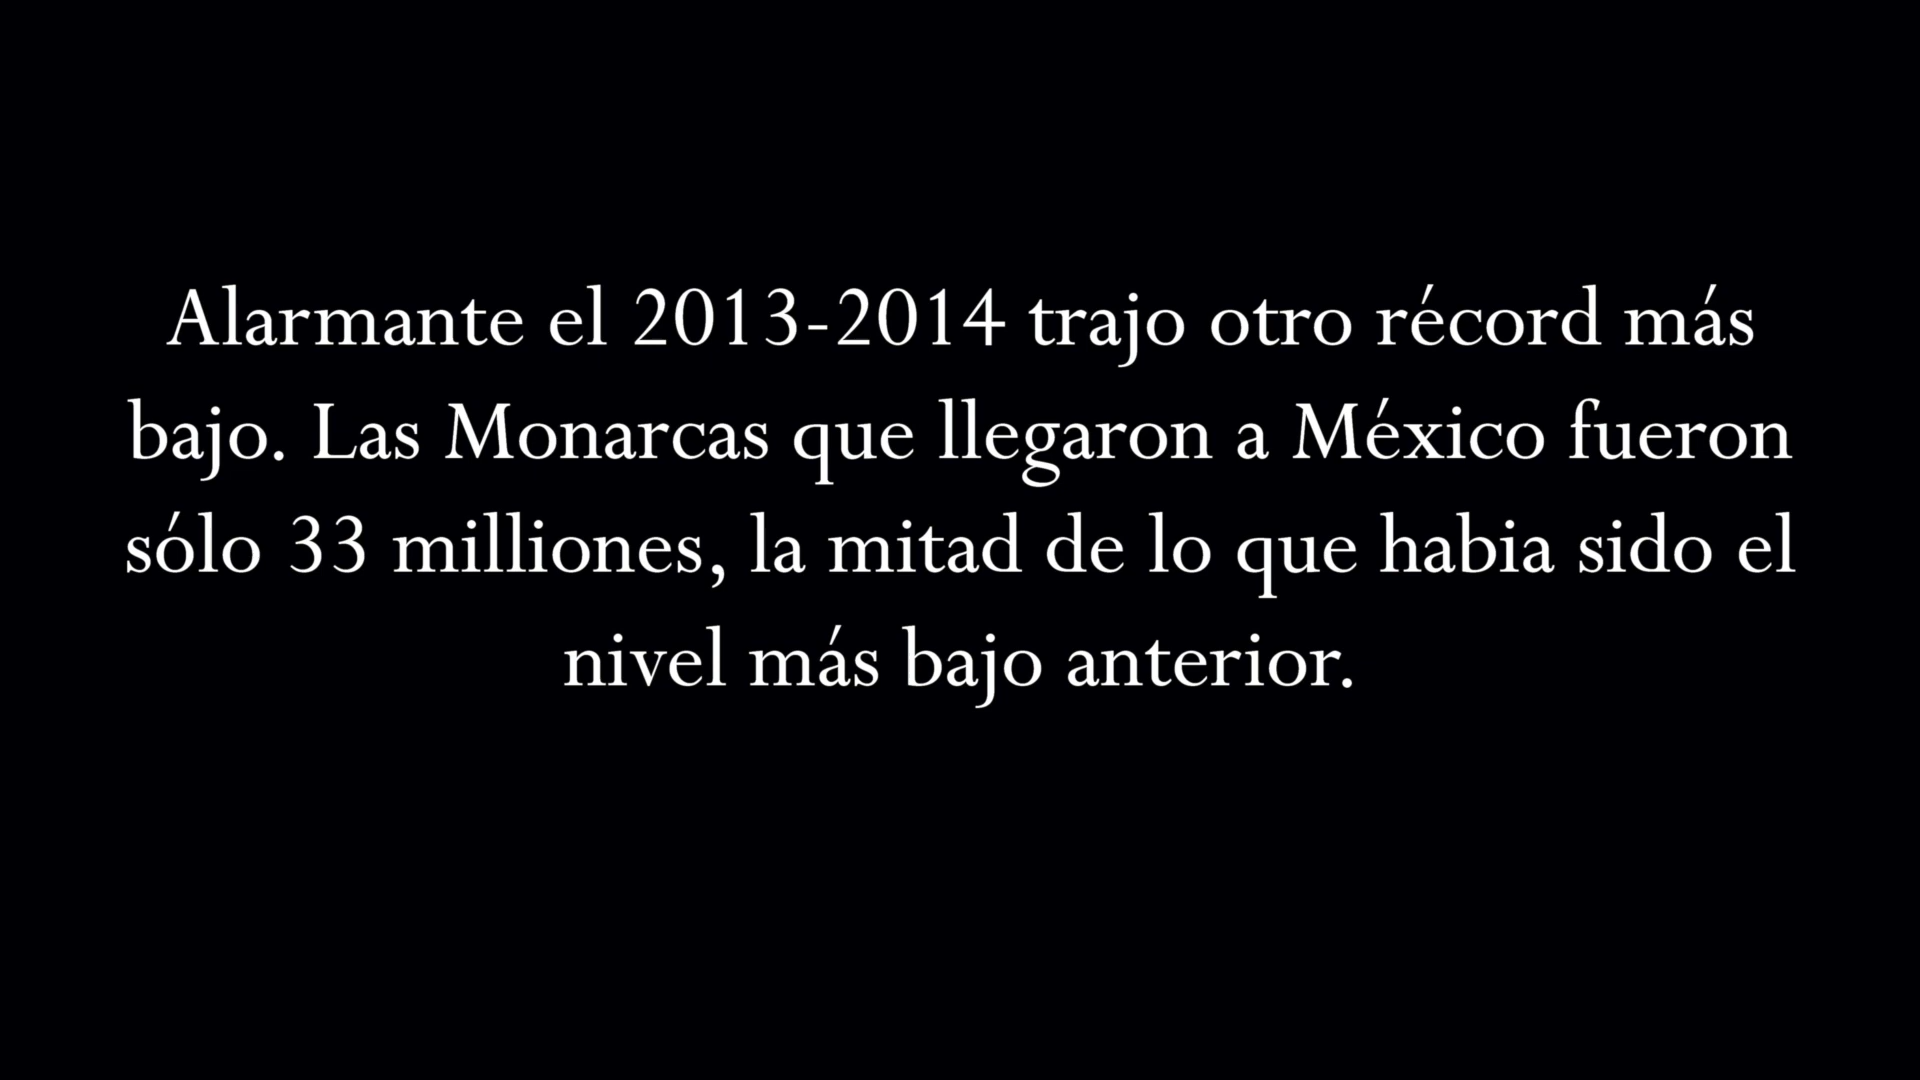 Alarmante el 2013-2014 trajo otro récord más
bajo. Las Monarcas que llegaron a México fueron
sólo 33 milliones, la mitad de lo que habia sido el
nivel más bajo anterior.